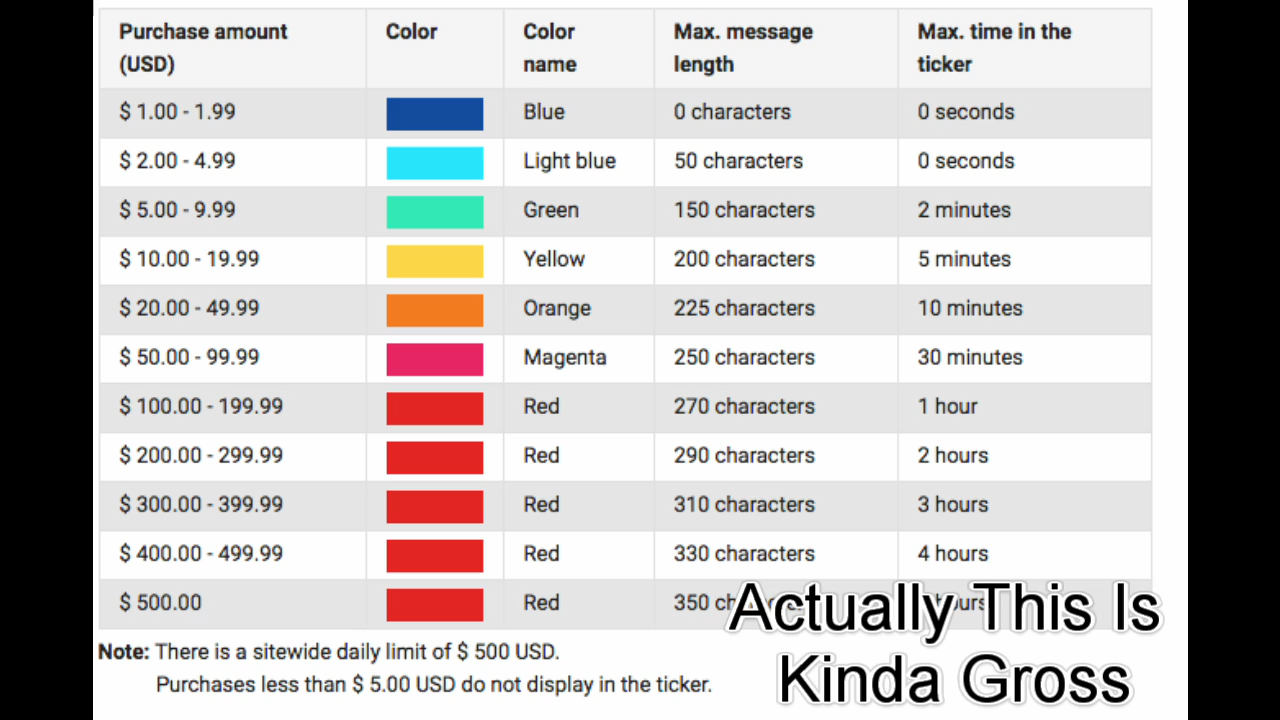 Purchase amount (USD) Color Color name Max. message length Max. time in the ticker
$ 1.00 - 1.99 Blue 0 characters 0 seconds
$ 2.00 - 4.99 Light blue 50 characters 0 seconds
$ 5.00 - 9.99 Green 150 characters 2 minutes
$ 10.00 - 19.99 Yellow 200 characters 5 minutes
$ 20.00 - 49.99 Orange 225 characters 10 minutes
$ 50.00 - 99.99 Magenta 250 characters 30 minutes
$ 100.00 - 199.99 Red 270 characters 1 hour
$ 200.00 - 299.99 Red 290 characters 2 hours
$ 300.00 - 399.99 Red 310 characters 3 hours
$ 400.00 - 499.99 Red 330 characters 4 hours
$ 500.00 Red 350
Actually This Is
Kinda Gross
Note: There is a sitewide daily limit of $ 500 USD.
Purchases less than $ 5.00 USD do not display in the ticker.